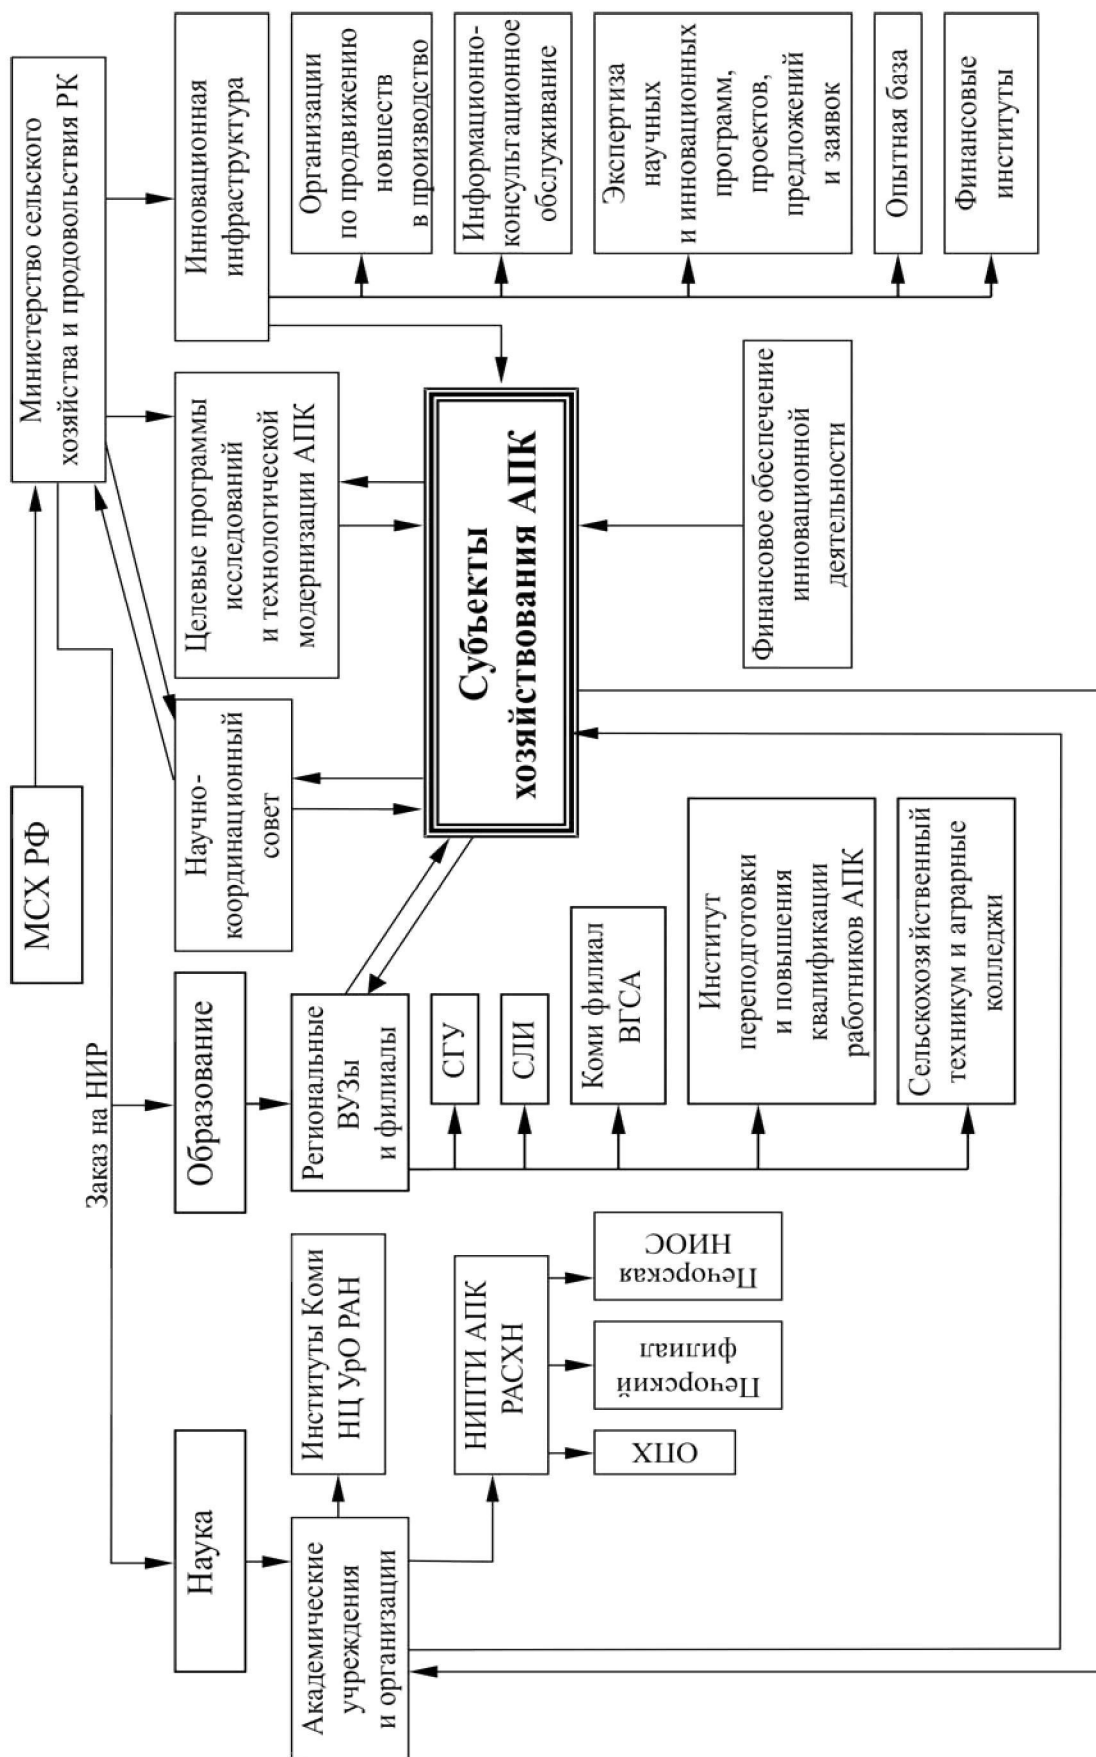 МСХ РФ
Министерство сельского
хозяйства и продовольствия РК
Заказ на НИР
Наука
Образование
Научно-
координационный
совет
Целевые программы
исследований
и технологической
модернизации АПК
Инновационная
инфраструктура
Академические
учреждения
и организации
Институты Коми
НЦ УрО РАН
Региональные
ВУЗы
и филиалы
Организации
по продвижению
новшеств
в производство
НИПТИ АПК
РАСХН
СГУ
СЛИ
Коми филиал
ВГСА
Институт
переподготовки
и повышения
квалификации
работников АПК
Сельскохозяйственный
техникум и аграрные
колледжи
Субъекты
хозяйствования АПК
Информационно-
консультационное
обслуживание
Экспертиза
научных
и инновационных
программ,
проектов,
предложений
и заявок
Опытная база
Финансовые
институты
ОПХ
Печорский
филиал
Печорская
НИОС
Финансовое обеспечение
инновационной
деятельности